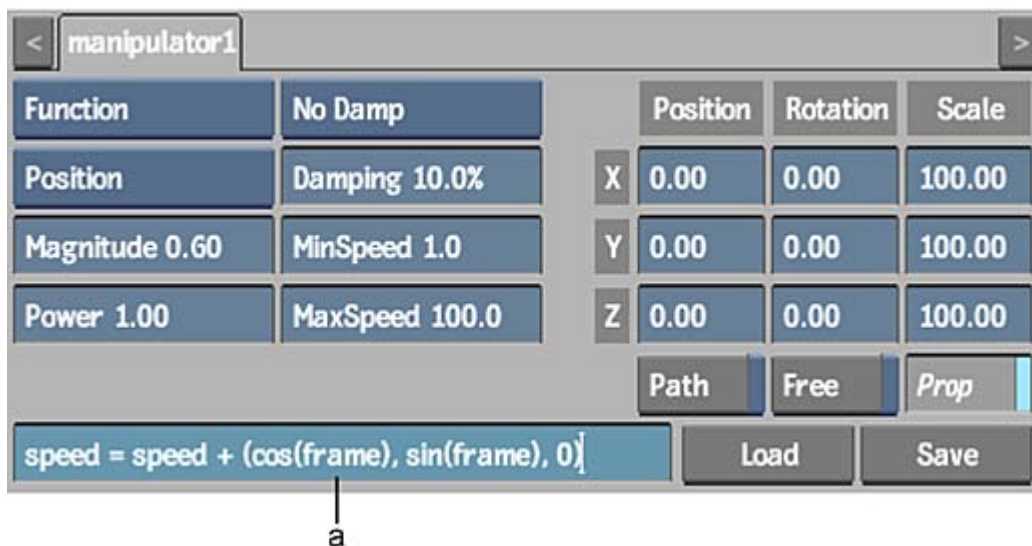 < manipulator1 >
Function No Damp Position Rotation Scale
Position Damping 10.0% X 0.00 0.00 100.00
Magnitude 0.60 MinSpeed 1.0 Y 0.00 0.00 100.00
Power 1.00 MaxSpeed 100.0 Z 0.00 0.00 100.00
Path Free Prop
speed = speed + (cos(frame), sin(frame), 0) Load Save
a